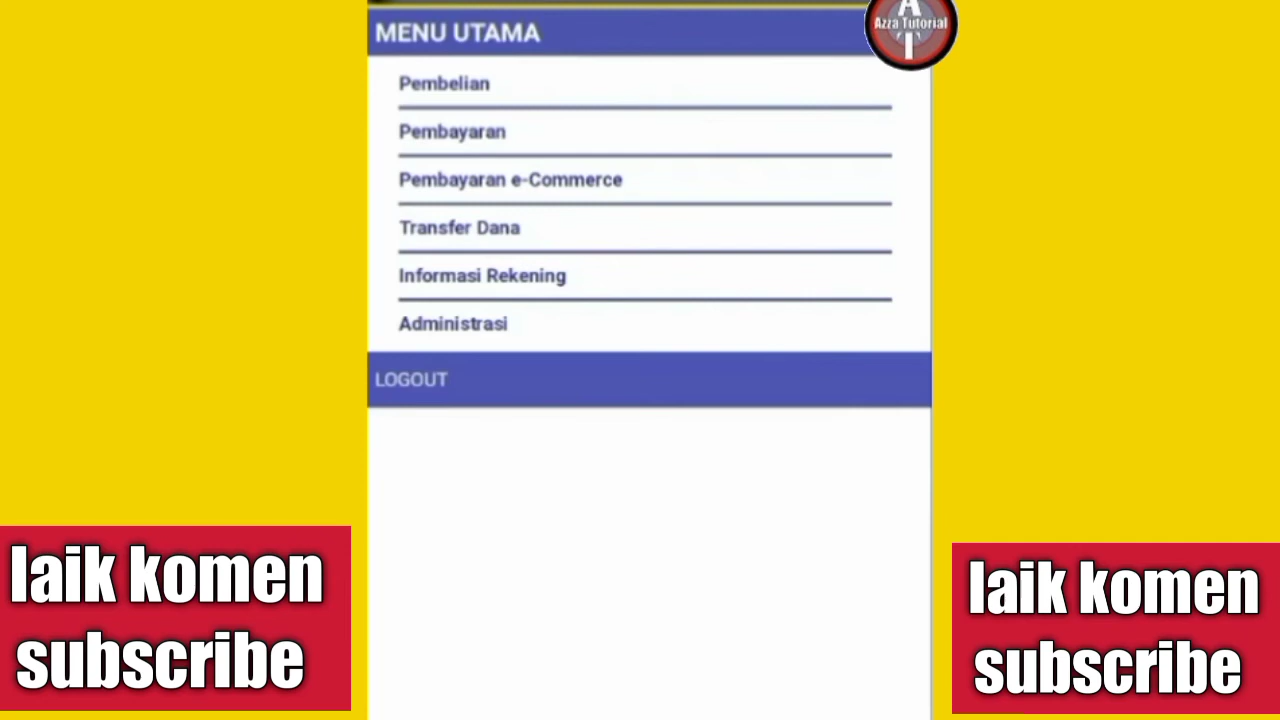 MENU UTAMA
A
Azza Tutorial
T
Pembelian
Pembayaran
Pembayaran e-Commerce
Transfer Dana
Informasi Rekening
Administrasi
LOGOUT
laik komen
subscribe
laik komen
subscribe